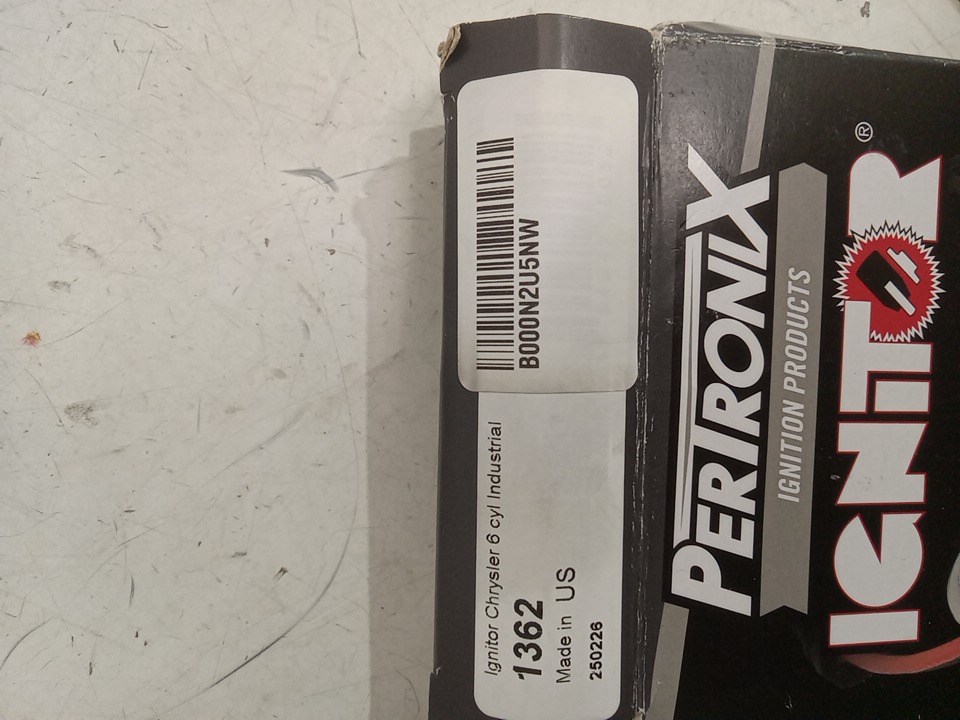 B000N2U5NW
Ignitor Chrysler 6 cyl Industrial
1362
Made in US
250226
PERTRONIX
IGNITION PRODUCTS
IGNITOR®